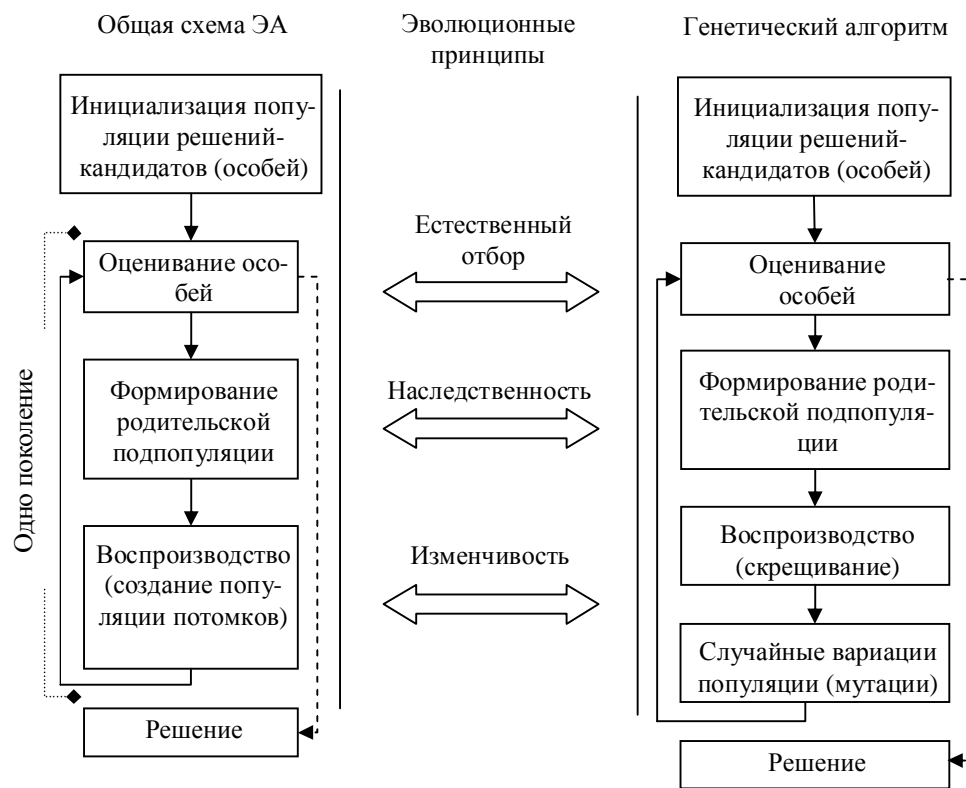 Общая схема ЭА
Инициализация попу-
ляции решений-
кандидатов (особей)
Оценивание осо-
бей
Формирование
родительской
подпопуляции
Воспроизводство
(создание попу-
ляции потомков)
Решение
Одно поколение
Эволюционные
принципы
Естественный
отбор
Наследственность
Изменчивость
Генетический алгоритм
Инициализация попу-
ляции решений-
кандидатов (особей)
Оценивание
особей
Формирование роди-
тельской подпопуля-
ции
Воспроизводство
(скрещивание)
Случайные вариации
популяции (мутации)
Решение